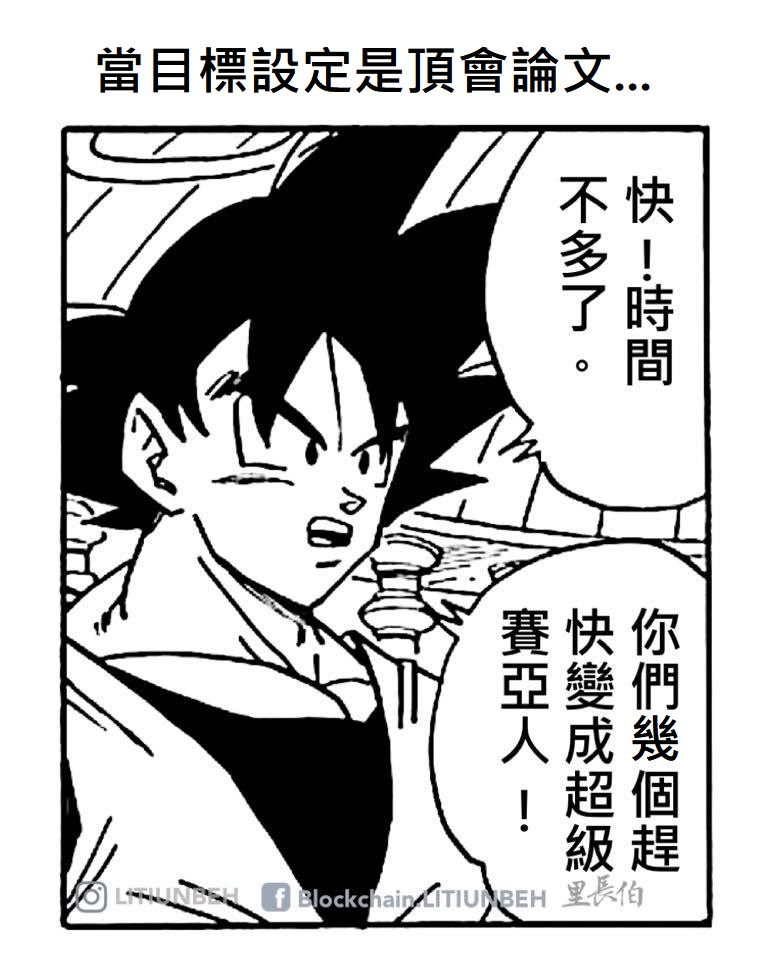 當目標設定是頂會論文...
快！時間
不多了。
你們幾個趕
快變成超級
賽亞人！
LITIUNBEH
Blockchain.LITIUNBEH
里長伯